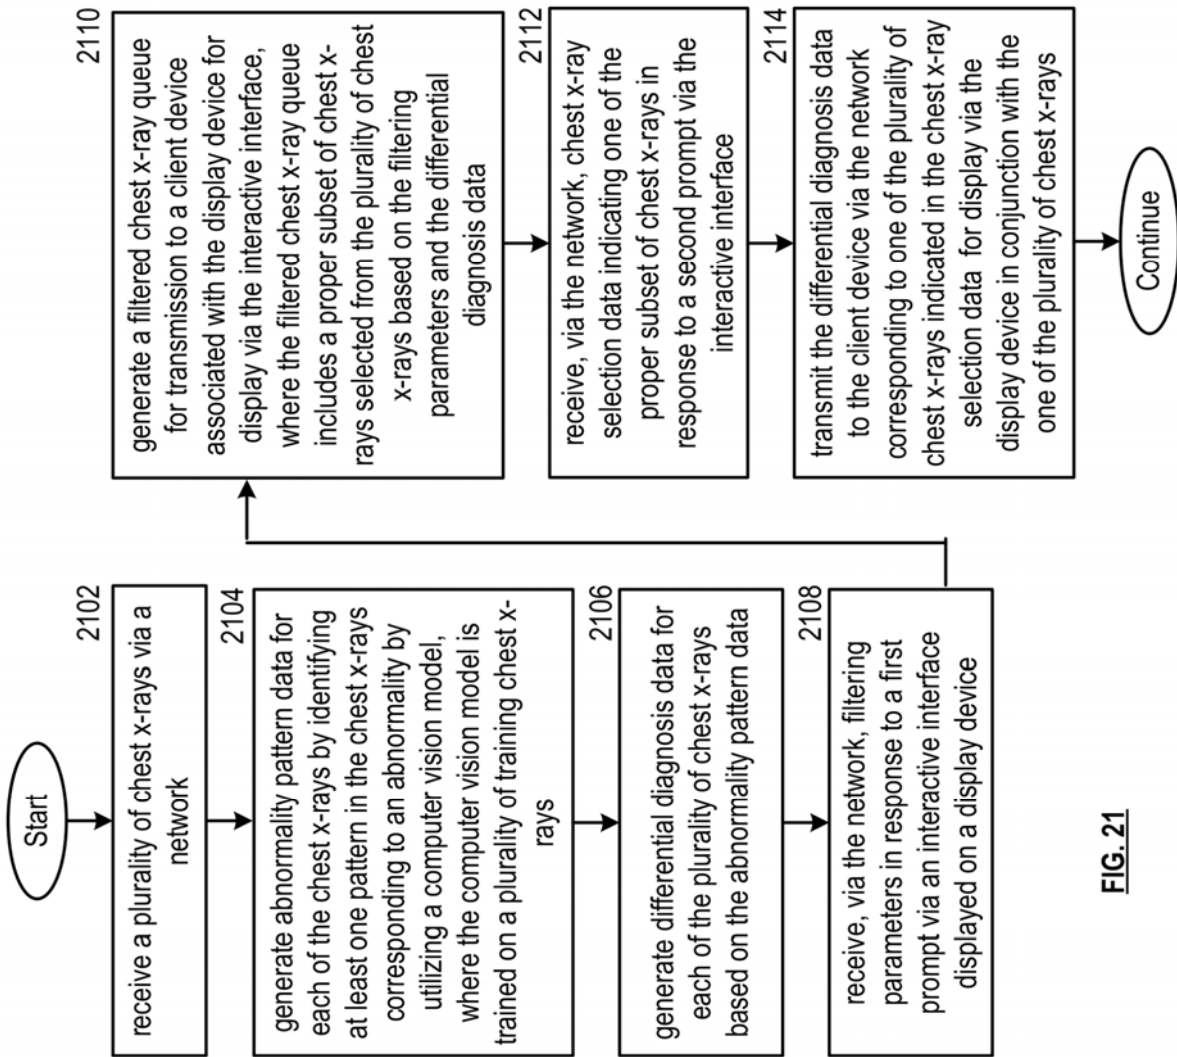 Start
2102
receive a plurality of chest x-rays via a
network
2104
generate abnormality pattern data for
each of the chest x-rays by identifying
at least one pattern in the chest x-rays
corresponding to an abnormality by
utilizing a computer vision model,
where the computer vision model is
trained on a plurality of training chest x-
rays
2106
generate differential diagnosis data for
each of the plurality of chest x-rays
based on the abnormality pattern data
2108
receive, via the network, filtering
parameters in response to a first
prompt via an interactive interface
displayed on a display device
2110
generate a filtered chest x-ray queue
for transmission to a client device
associated with the display device for
display via the interactive interface,
where the filtered chest x-ray queue
includes a proper subset of chest x-
rays selected from the plurality of chest
x-rays based on the filtering
parameters and the differential
diagnosis data
2112
receive, via the network, chest x-ray
selection data indicating one of the
proper subset of chest x-rays in
response to a second prompt via the
interactive interface
2114
transmit the differential diagnosis data
to the client device via the network
corresponding to one of the plurality of
chest x-rays indicated in the chest x-ray
selection data for display via the
display device in conjunction with the
one of the plurality of chest x-rays
Continue
FIG. 21